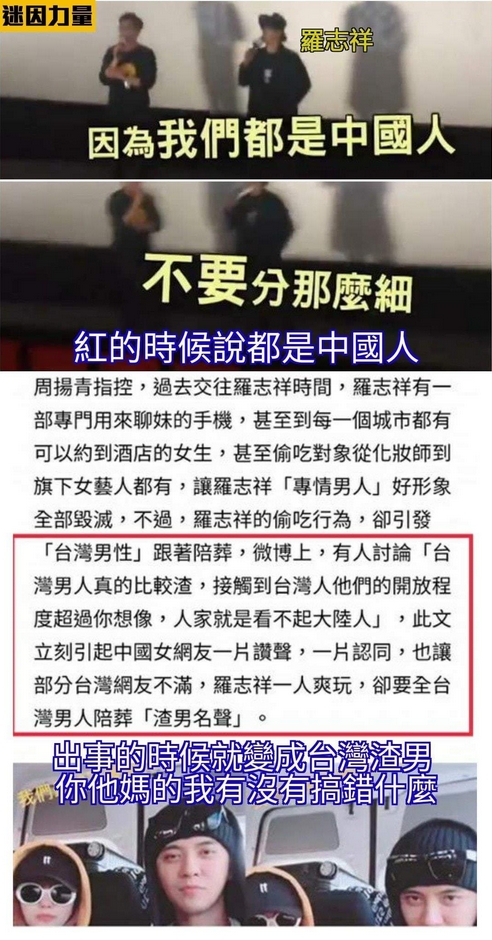 迷因力量
羅志祥
因為我們都是中國人
不要分那麼細
紅的時候說都是中國人
周揚青指控，過去交往羅志祥時間，羅志祥有一
部專門用來聊妹的手機，甚至到每一個城市都有
可以約到酒店的女生，甚至偷吃對象從化妝師到
旗下女藝人都有，讓羅志祥「專情男人」好形象
全部毀滅，不過，羅志祥的偷吃行為，卻引發
「台灣男性」跟著陪葬，微博上，有人討論「台
灣男人真的比較渣，接觸到台灣人他們的開放程
度超過你想像，人家就是看不起大陸人」，此文
立刻引起中國女網友一片讚聲，一片認同，也讓
部分台灣網友不滿，羅志祥一人爽玩，卻要全台
灣男人陪葬「渣男名聲」。
出事的時候就變成台灣渣男
我們
你他媽的我有沒有搞錯什麼